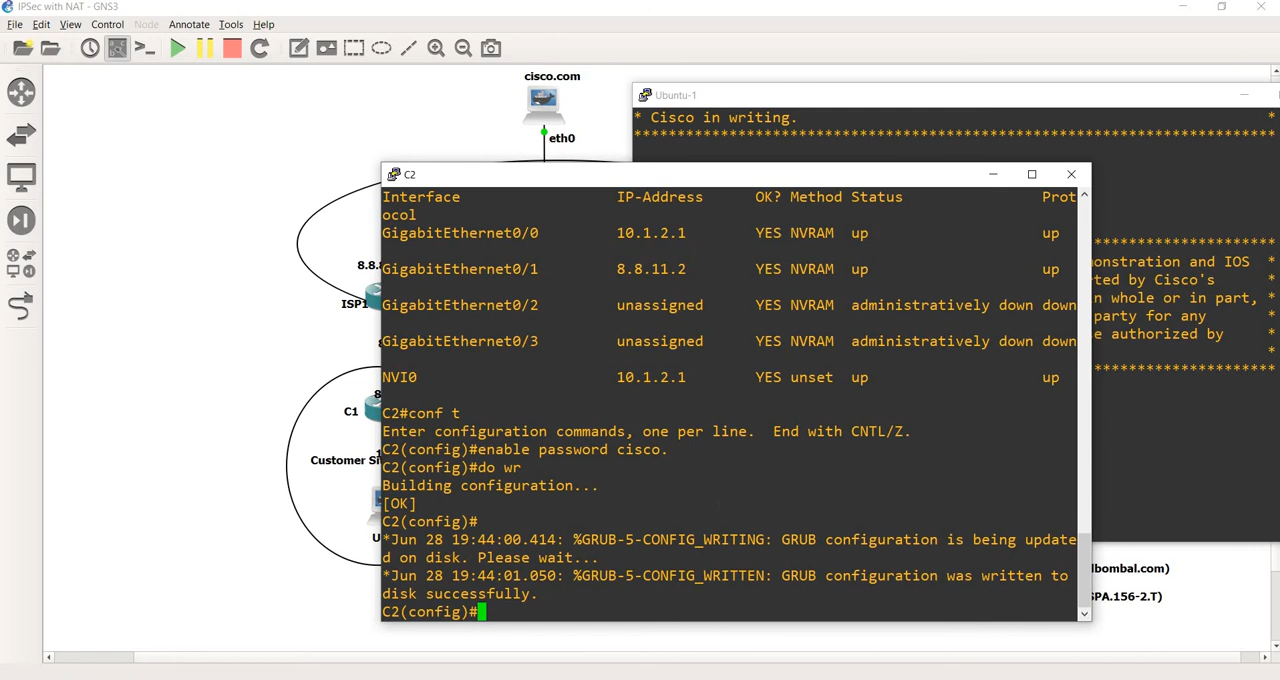 IPSec with NAT - GNS3
File Edit View Control Node Annotate Tools Help
cisco.com
eth0
Ubuntu-1
* Cisco in writing. *
**************************************************************************
C2
Interface IP-Address OK? Method Status Prot
ocol
GigabitEthernet0/0 10.1.2.1 YES NVRAM up up
GigabitEthernet0/1 8.8.11.2 YES NVRAM up up
GigabitEthernet0/2 unassigned YES NVRAM administratively down down
GigabitEthernet0/3 unassigned YES NVRAM administratively down down
NVI0 10.1.2.1 YES unset up up
C2#conf t
Enter configuration commands, one per line. End with CNTL/Z.
C2(config)#enable password cisco.
C2(config)#do wr
Building configuration...
[OK]
C2(config)#
*Jun 28 19:44:00.414: %GRUB-5-CONFIG_WRITING: GRUB configuration is being update
d on disk. Please wait...
*Jun 28 19:44:01.050: %GRUB-5-CONFIG_WRITTEN: GRUB configuration was written to
disk successfully.
C2(config)#
*********************
onstration and IOS *
ted by Cisco's *
n whole or in part, *
party for any *
e authorized by *
*
*********************
8.8.8
ISP1
8
8
C1
1
Customer Si
U
lbombal.com)
SPA.156-2.T)